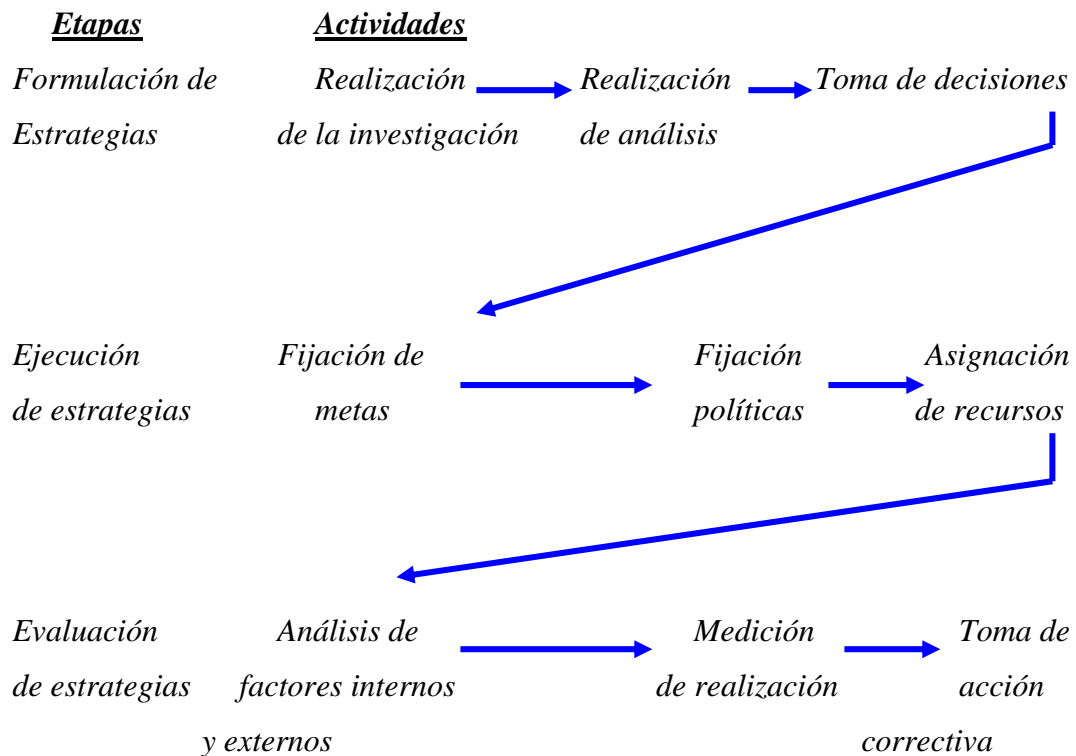 Etapas Actividades
Formulación de Realización Realización Toma de decisiones
Estrategias de la investigación de análisis
Ejecución Fijación de Fijación Asignación
de estrategias metas políticas de recursos
Evaluación Análisis de Medición Toma de
de estrategias factores internos de realización acción
y externos correctiva